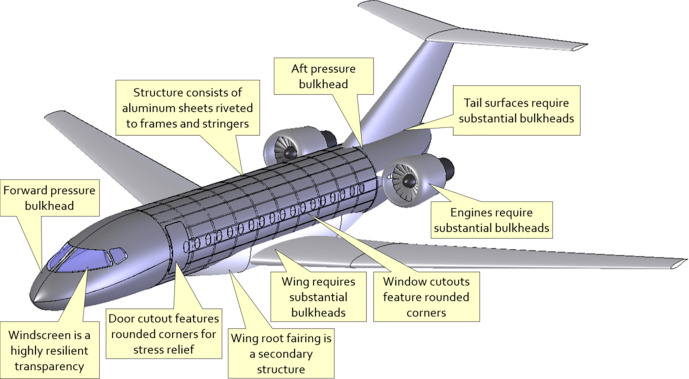 Aft pressure
bulkhead
Structure consists of
aluminum sheets riveted
to frames and stringers
Tail surfaces require
substantial bulkheads
Forward pressure
bulkhead
Engines require
substantial bulkheads
Windscreen is a
highly resilient
transparency
Door cutout features
rounded corners for
stress relief
Wing root fairing is
a secondary
structure
Wing requires
substantial
bulkheads
Window cutouts
feature rounded
corners